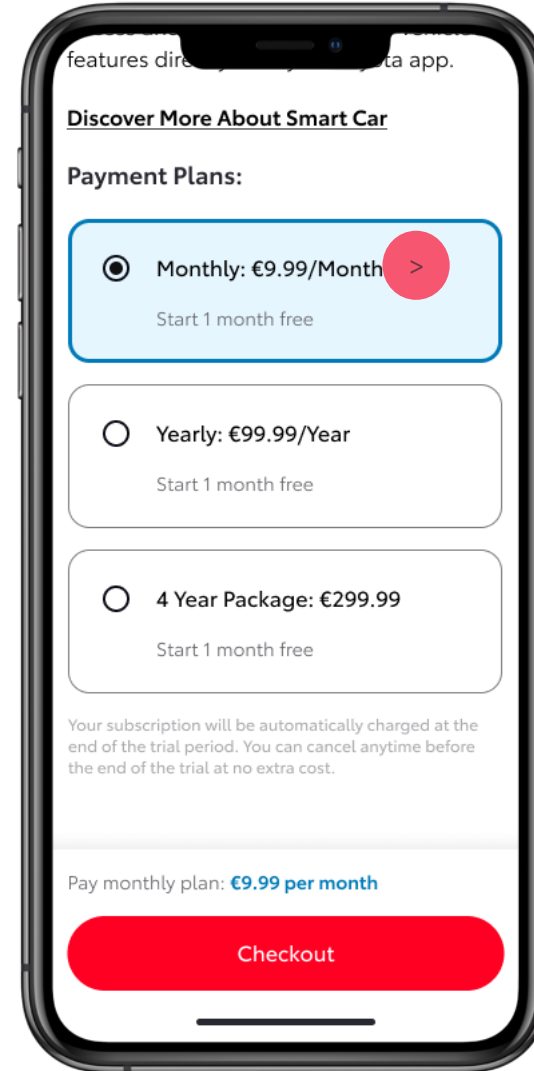 features dire
ta app.
Discover More About Smart Car
Payment Plans:
Monthly: €9.99/Month >
Start 1 month free
Yearly: €99.99/Year
Start 1 month free
4 Year Package: €299.99
Start 1 month free
Your subscription will be automatically charged at the
end of the trial period. You can cancel anytime before
the end of the trial at no extra cost.
Pay monthly plan: €9.99 per month
Checkout